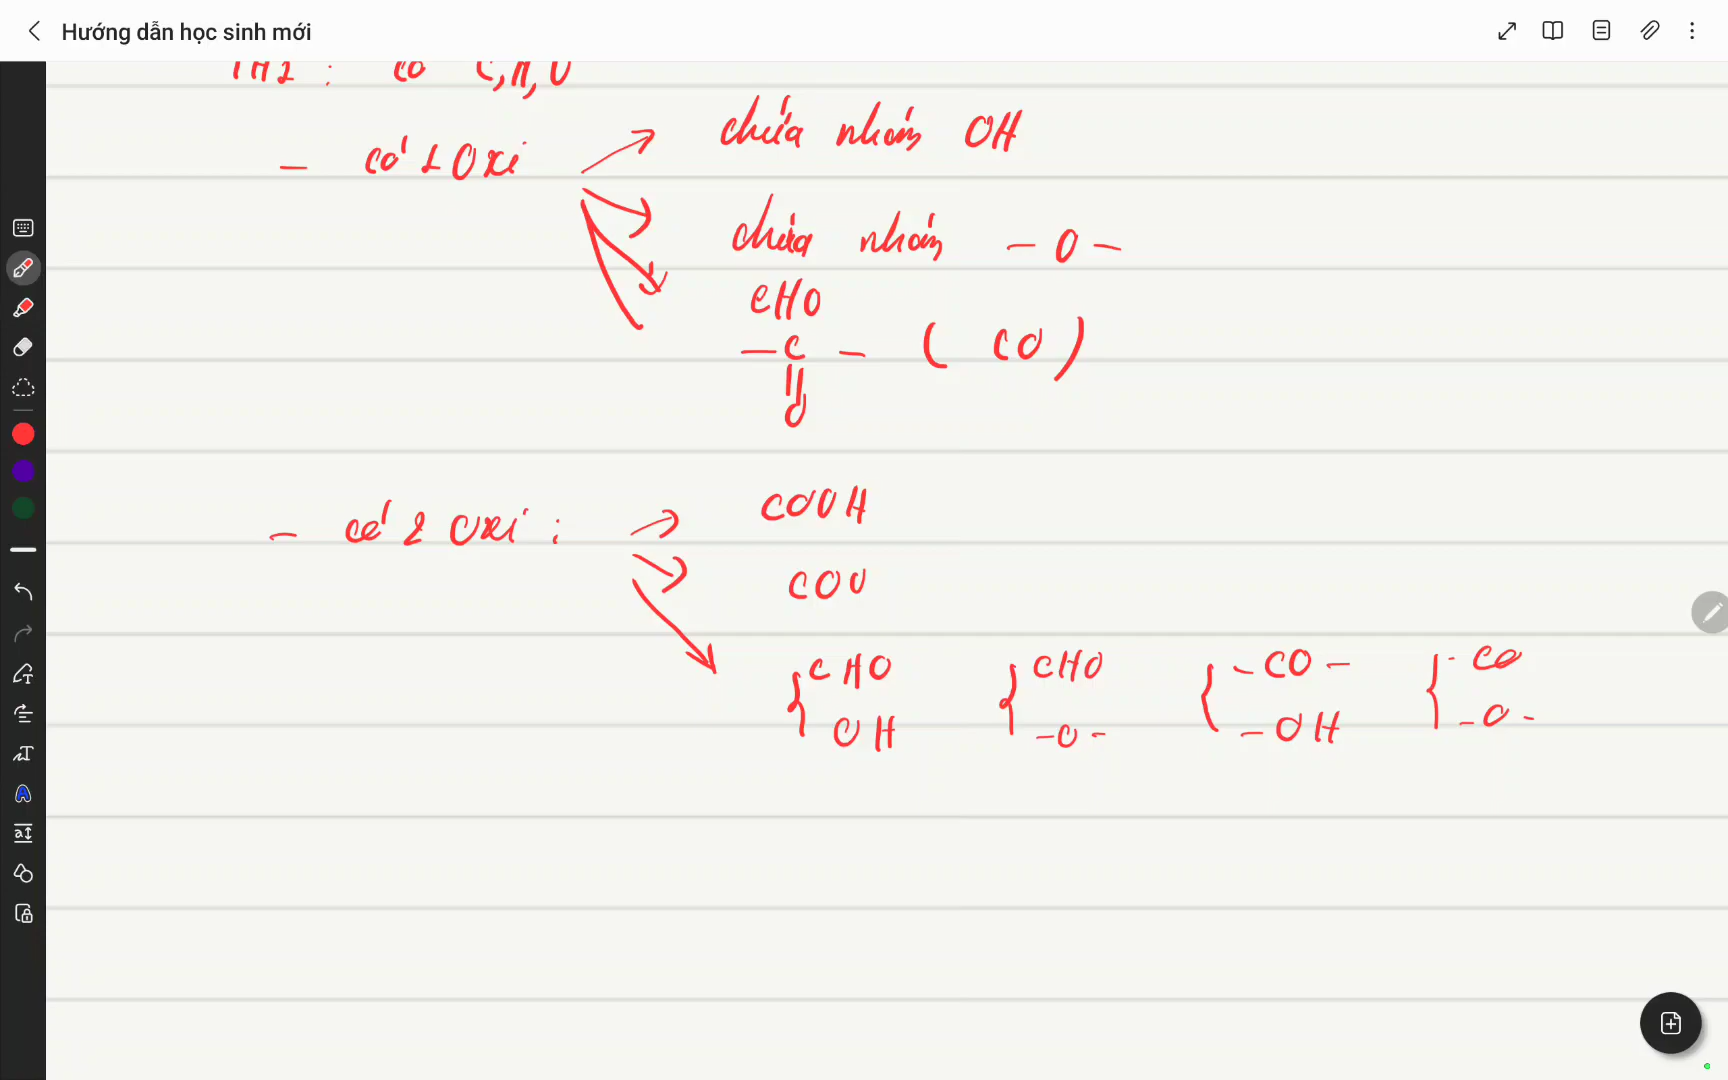 Hướng dẫn học sinh mới
TH2 : có C,H,O
- có 1 Oxi
chứa nhóm OH
chứa nhóm - O -
CHO
- C - ( CO )
||
O
- có 2 Oxi :
COOH
COO
{ CHO { CHO { - CO - { - CO
OH - O - - OH - O -